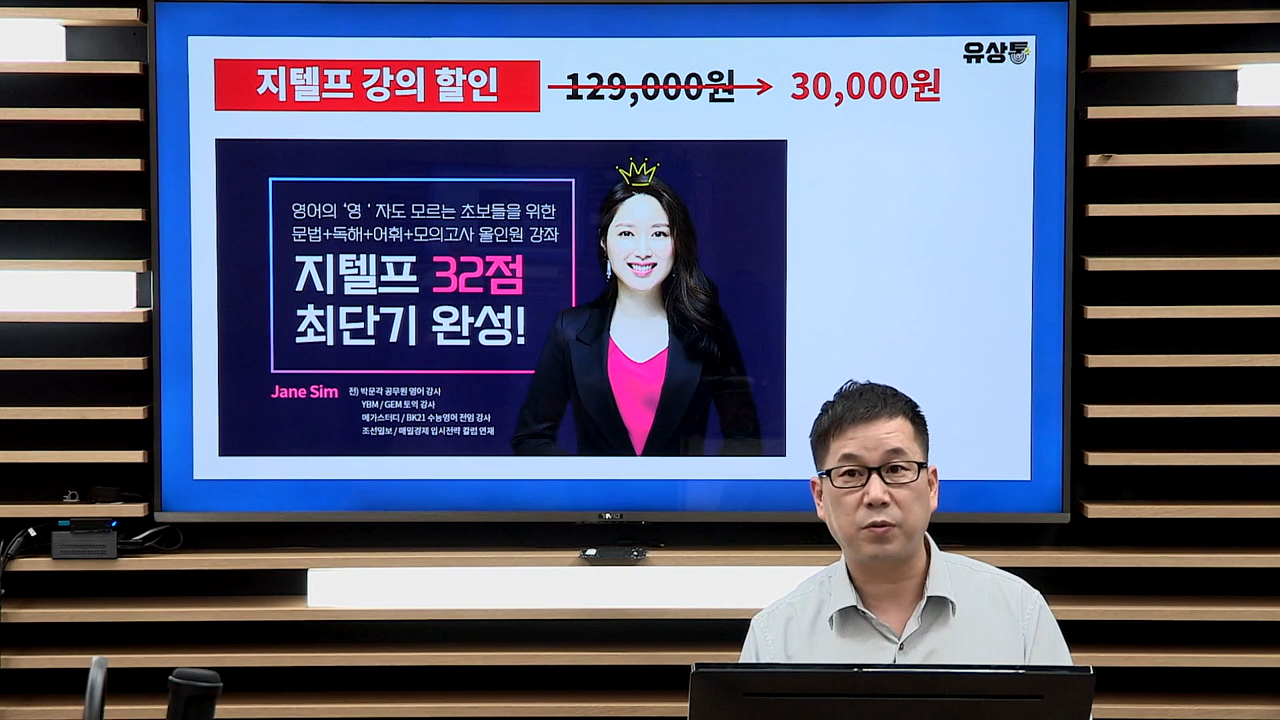 유상통
지텔프 강의 할인 129,000원 30,000원
영어의 '영' 자도 모르는 초보들을 위한
문법+독해+어휘+모의고사 올인원 강좌
지텔프 32점
최단기 완성!
Jane Sim 전) 박문각 공무원 영어 강사
YBM / GEM 토익 강사
메가스터디 / BK21 수능영어 전임 강사
조선일보 / 매일경제 입시전략 칼럼 연재